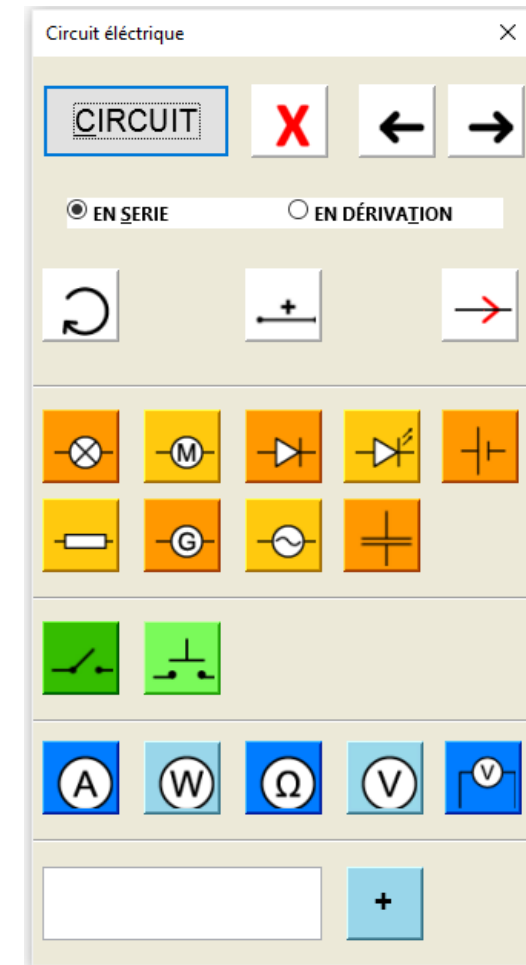 Circuit éléctrique
CIRCUIT X
EN SERIE EN DÉRIVATION
+
M
G
A W Ω V V
+